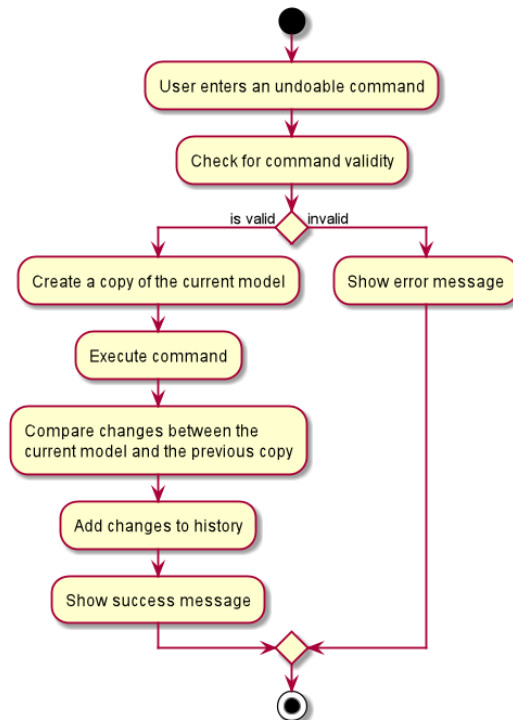 User enters an undoable command
Check for command validity
is valid
invalid
Create a copy of the current model
Show error message
Execute command
Compare changes between the
current model and the previous copy
Add changes to history
Show success message